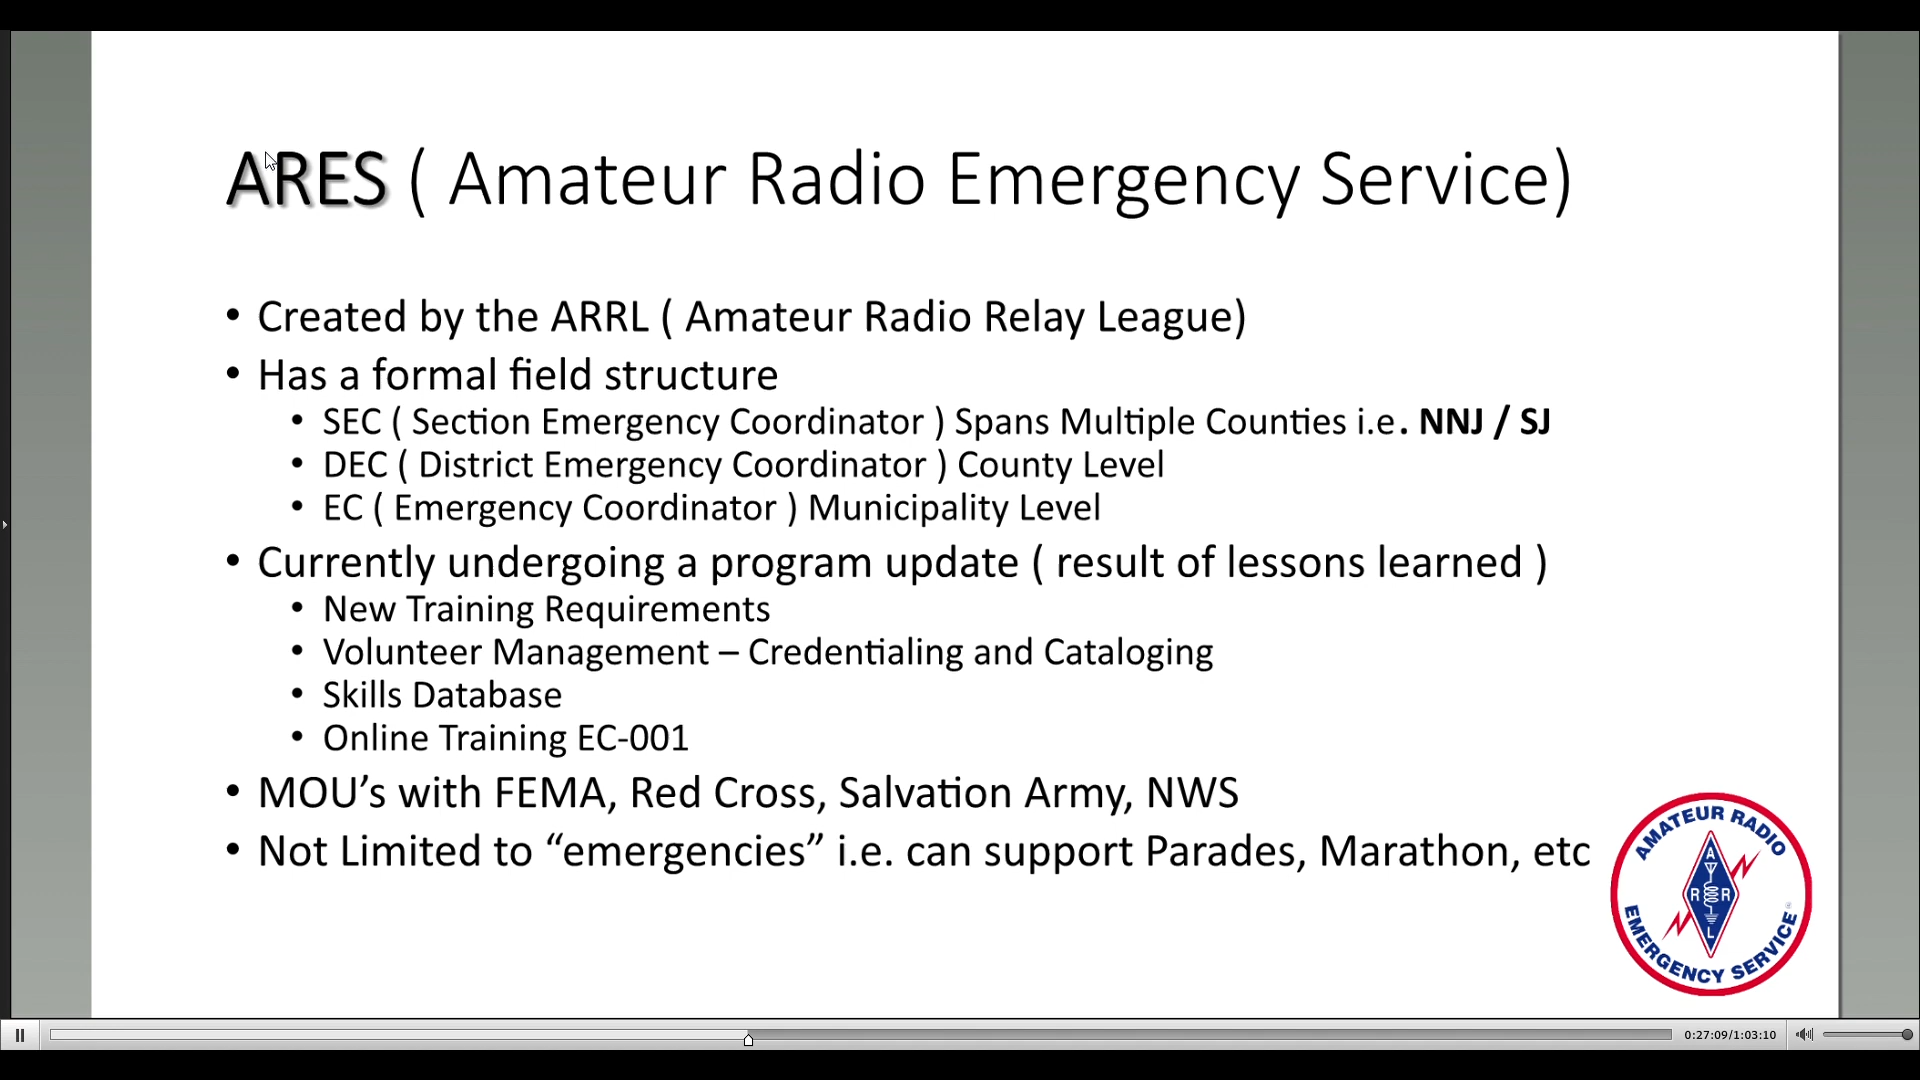 ARES ( Amateur Radio Emergency Service)
• Created by the ARRL ( Amateur Radio Relay League)
• Has a formal field structure
• SEC ( Section Emergency Coordinator ) Spans Multiple Counties i.e. NNJ / SJ
• DEC ( District Emergency Coordinator ) County Level
• EC ( Emergency Coordinator ) Municipality Level
• Currently undergoing a program update ( result of lessons learned )
• New Training Requirements
• Volunteer Management – Credentialing and Cataloging
• Skills Database
• Online Training EC-001
• MOU’s with FEMA, Red Cross, Salvation Army, NWS
• Not Limited to “emergencies” i.e. can support Parades, Marathon, etc
AMATEUR RADIO
A
R R
L
EMERGENCY SERVICE®
0:27:09/1:03:10